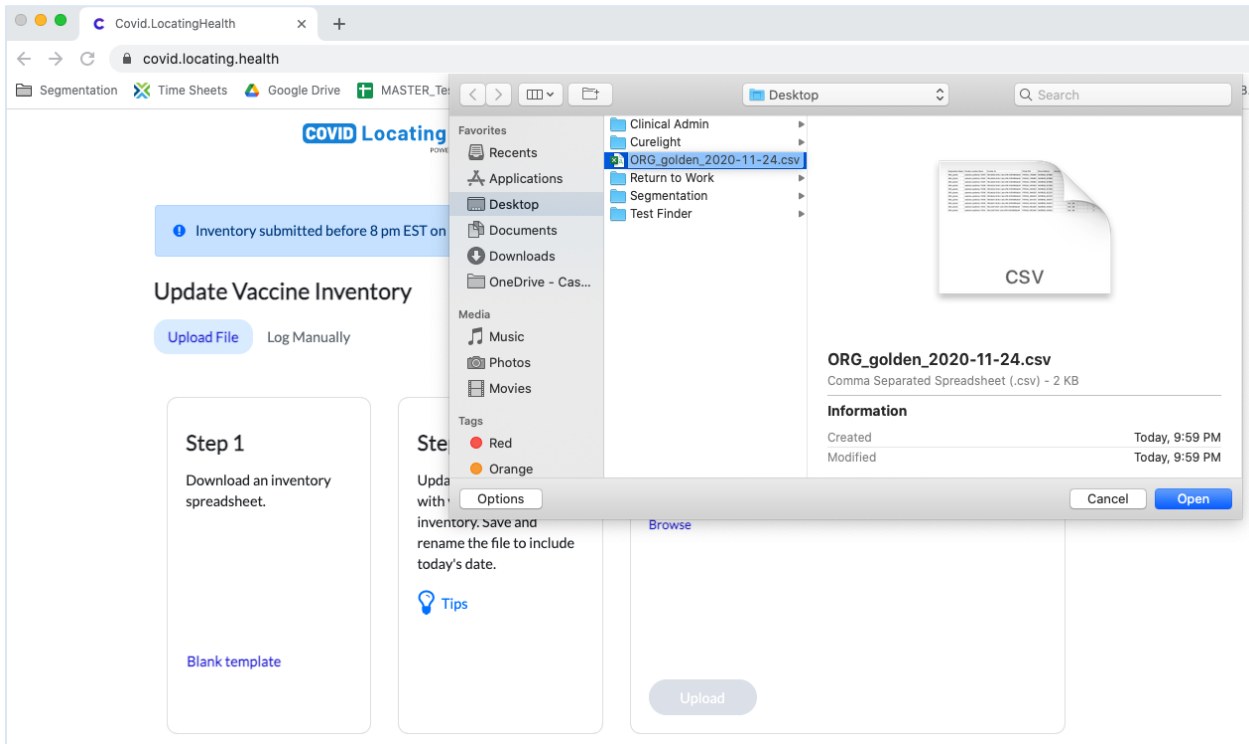 Covid.LocatingHealth
covid.locating.health
Segmentation
Time Sheets
Google Drive
MASTER_Te
COVID Locating
POWE
Inventory submitted before 8 pm EST on
Update Vaccine Inventory
Upload File
Log Manually
Step 1
Download an inventory
spreadsheet.
Blank template
Ste
Upda
with
inventory. Save and
rename the file to include
today's date.
Tips
Browse
Upload
Desktop
Search
Favorites
Recents
Applications
Desktop
Documents
Downloads
OneDrive - Cas...
Media
Music
Photos
Movies
Tags
Red
Orange
Clinical Admin
Curelight
ORG_golden_2020-11-24.csv
Return to Work
Segmentation
Test Finder
CSV
ORG_golden_2020-11-24.csv
Comma Separated Spreadsheet (.csv) - 2 KB
Information
Created Today, 9:59 PM
Modified Today, 9:59 PM
Options
Cancel
Open